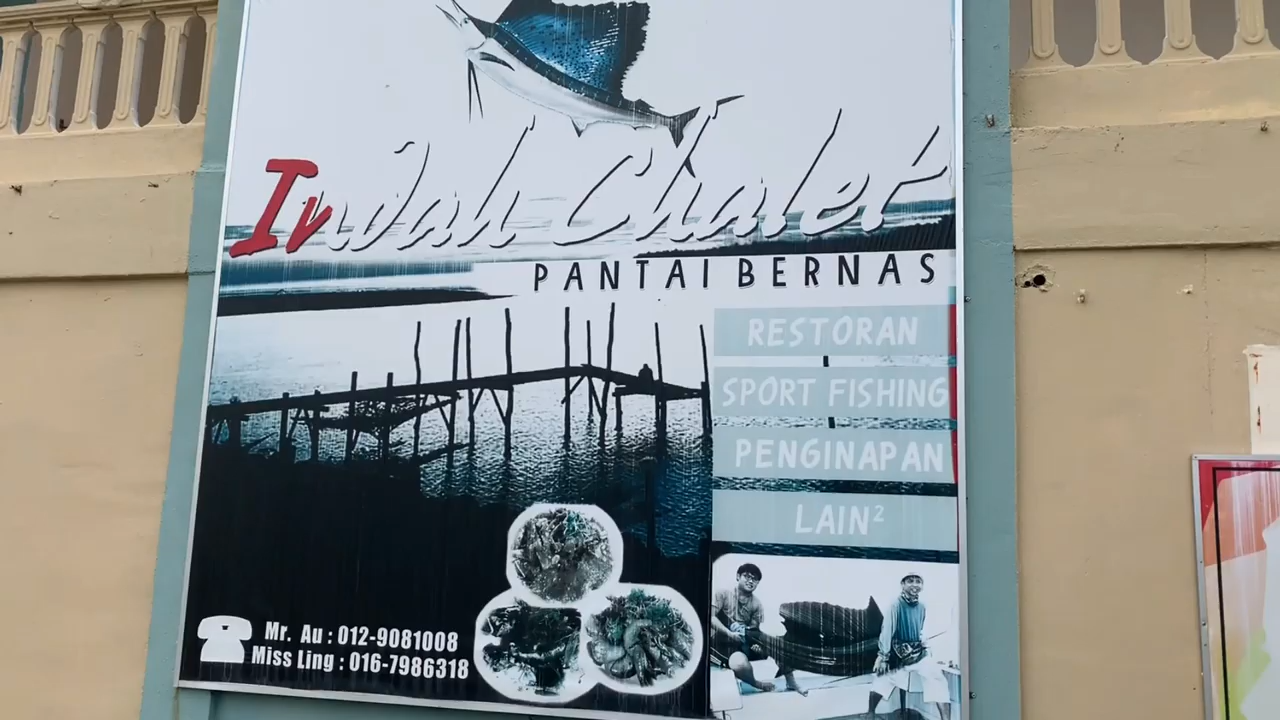 Indah Chalet
PANTAI BERNAS
RESTORAN
SPORT FISHING
PENGINAPAN
LAIN²
Mr. Au : 012-9081008
Miss Ling : 016-7986318